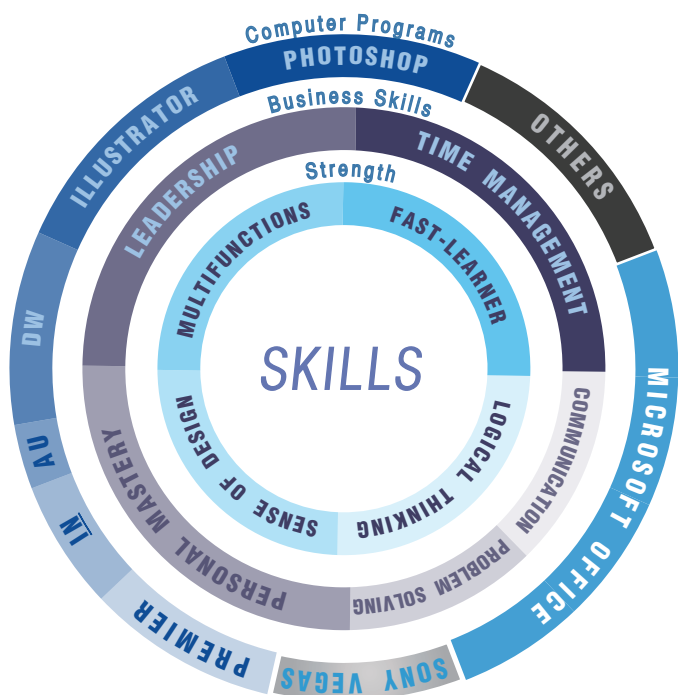 Computer Programs
PHOTOSHOP
OTHERS
MICROSOFT OFFICE
SONY VEGAS
PREMIER
IN
AU
DW
ILLUSTRATOR
Business Skills
LEADERSHIP
TIME MANAGEMENT
COMMUNICATION
PROBLEM SOLVING
PERSONAL MASTERY
Strength
MULTIFUNCTIONS
FAST-LEARNER
LOGICAL THINKING
SENSE OF DESIGN
SKILLS